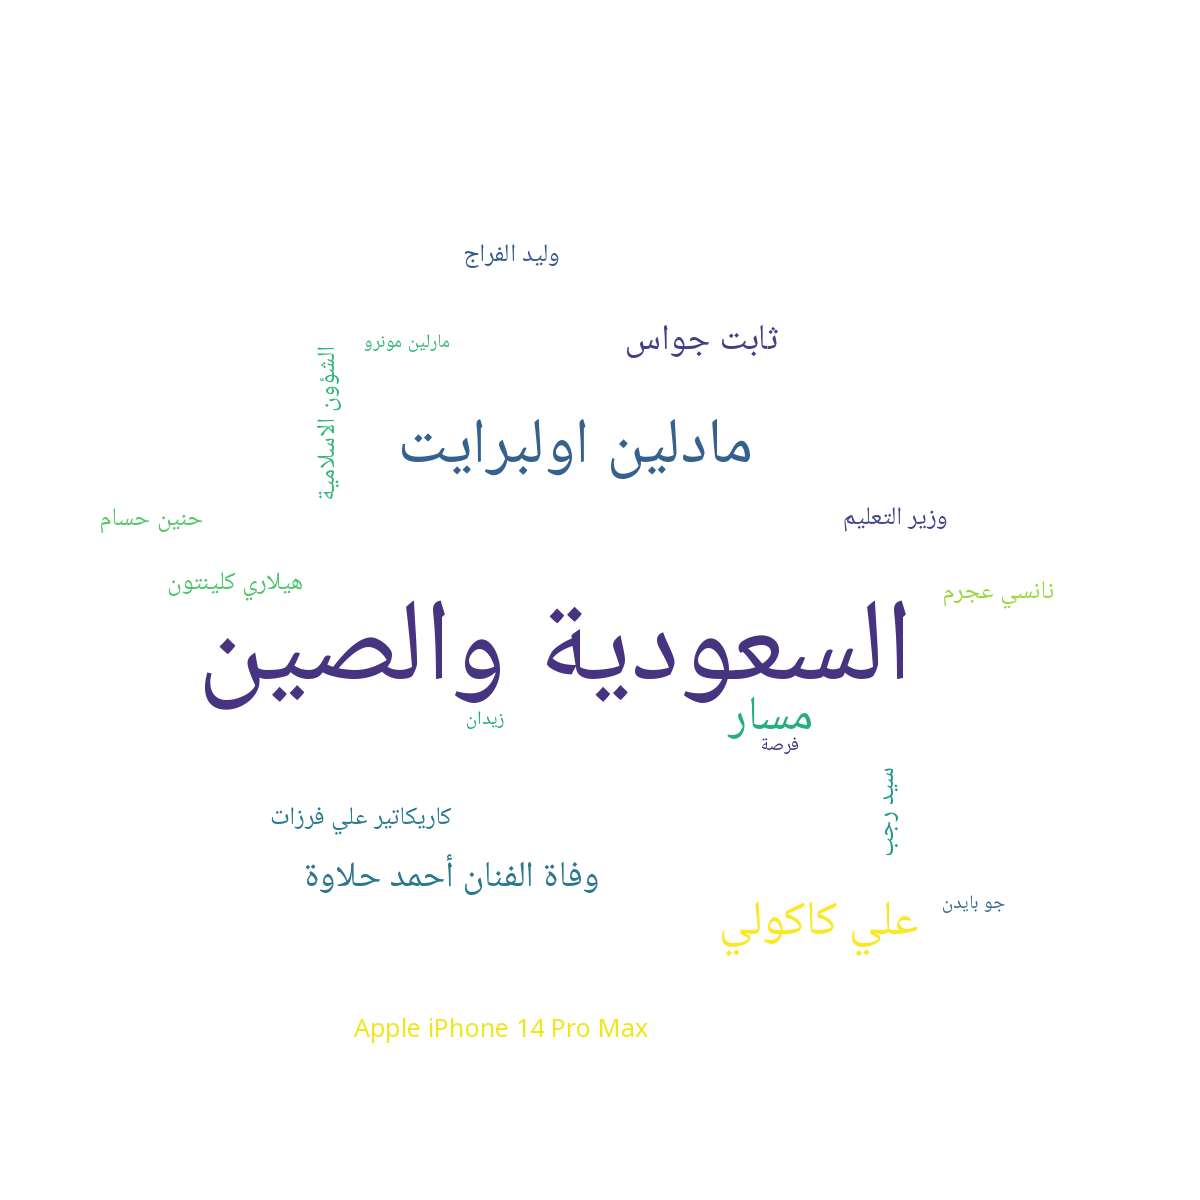 وليد الفراج
ثابت جواس
مارلين مونرو
الشؤون الاسلامية
مادلين اولبرايت
وزير التعليم
حنين حسام
هيلاري كلينتون
نانسي عجرم
السعودية والصين
مسار
زيدان
فرصة
سيد رجب
كاريكاتير علي فرزات
وفاة الفنان أحمد حلاوة
جو بايدن
علي كاكولي
Apple iPhone 14 Pro Max